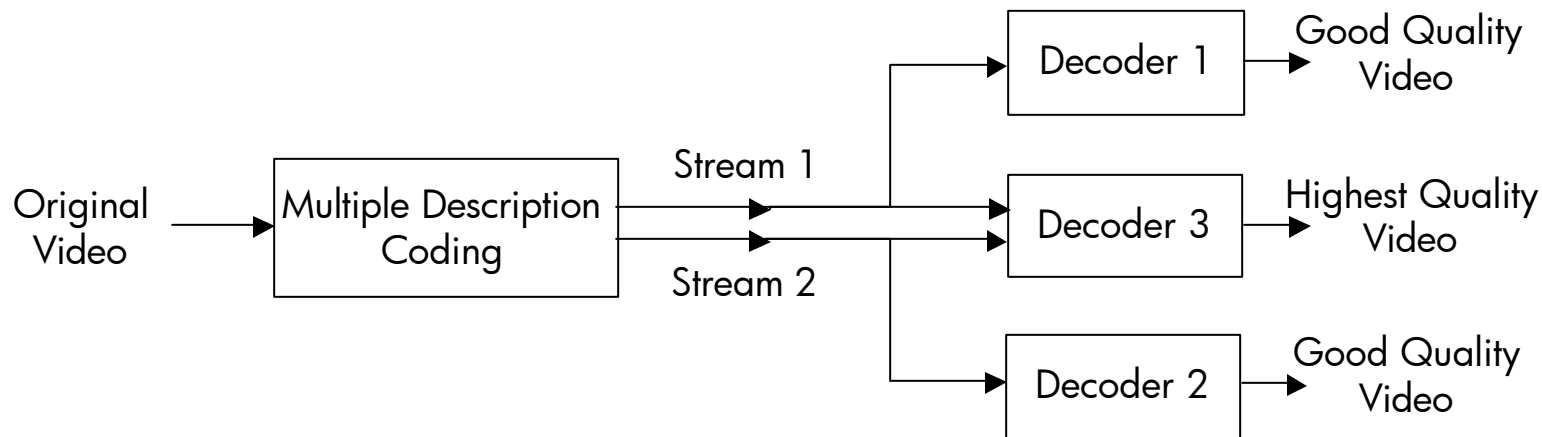 Original
Video
Multiple Description
Coding
Stream 1
Stream 2
Decoder 1
Good Quality
Video
Decoder 3
Highest Quality
Video
Decoder 2
Good Quality
Video